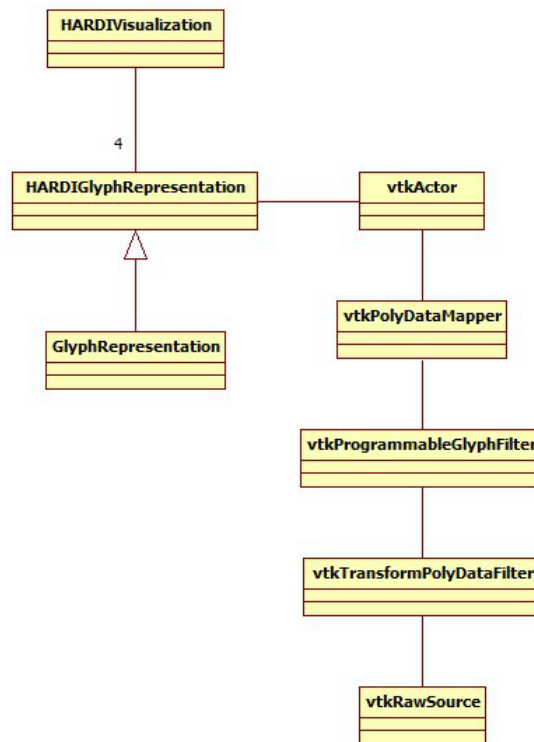 HARDIVisualization
4
HARDIGlyphRepresentation
vtkActor
vtkPolyDataMapper
GlyphRepresentation
vtkProgrammableGlyphFilter
vtkTransformPolyDataFilter
vtkRawSource